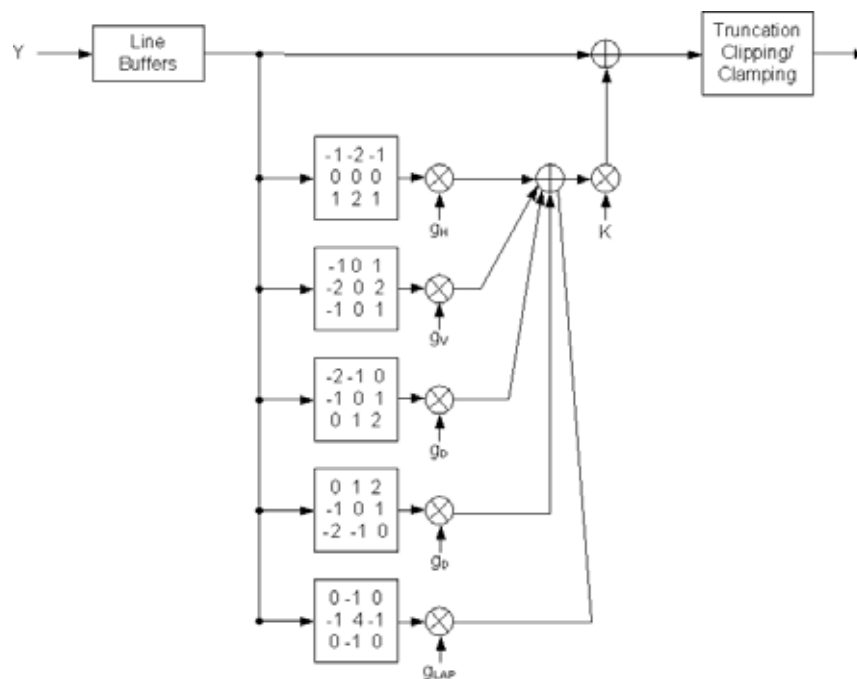 Y
Line
Buffers
Truncation
Clipping/
Clamping
-1 -2 -1
0 0 0
1 2 1
gH
K
-1 0 1
-2 0 2
-1 0 1
gV
-2 -1 0
-1 0 1
0 1 2
gD
0 1 2
-1 0 1
-2 -1 0
gD
0 -1 0
-1 4 -1
0 -1 0
gLAP